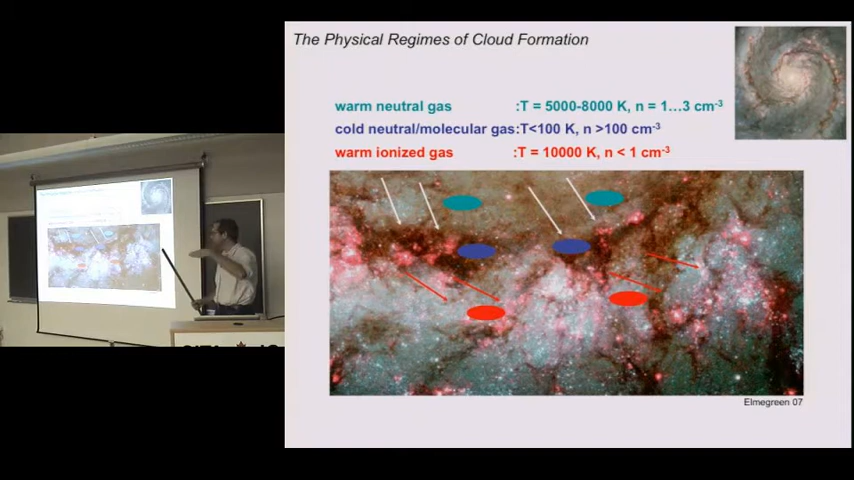 The Physical Regimes of Cloud Formation
warm neutral gas :T = 5000-8000 K, n = 1...3 cm-3
cold neutral/molecular gas:T<100 K, n >100 cm-3
warm ionized gas :T = 10000 K, n < 1 cm-3
Elmegreen 07